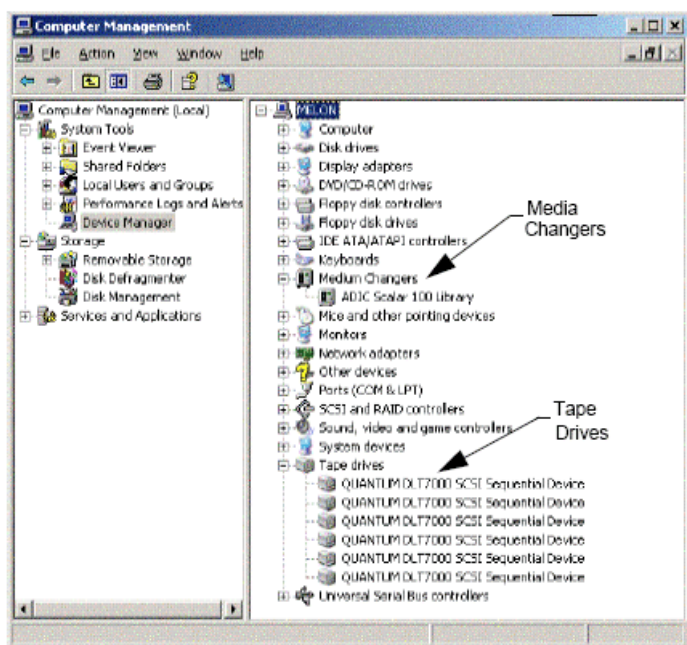 Computer Management
File Action View Window Help
Computer Management (Local)
System Tools
Event Viewer
Shared Folders
Local Users and Groups
Performance Logs and Alerts
Device Manager
Storage
Removable Storage
Disk Defragmenter
Disk Management
Services and Applications
MELON
Computer
Disk drives
Display adapters
DVD/CD-ROM drives
Floppy disk controllers
Floppy disk drives
IDE ATA/ATAPI controllers
Keyboards
Medium Changers
ADIC Scalar 100 Library
Mice and other pointing devices
Monitors
Network adapters
Other devices
Ports (COM & LPT)
SCSI and RAID controllers
Sound, video and game controllers
System devices
Tape drives
QUANTUM DLT7000 SCSI Sequential Device
QUANTUM DLT7000 SCSI Sequential Device
QUANTUM DLT7000 SCSI Sequential Device
QUANTUM DLT7000 SCSI Sequential Device
QUANTUM DLT7000 SCSI Sequential Device
QUANTUM DLT7000 SCSI Sequential Device
Universal Serial Bus controllers
Media
Changers
Tape
Drives